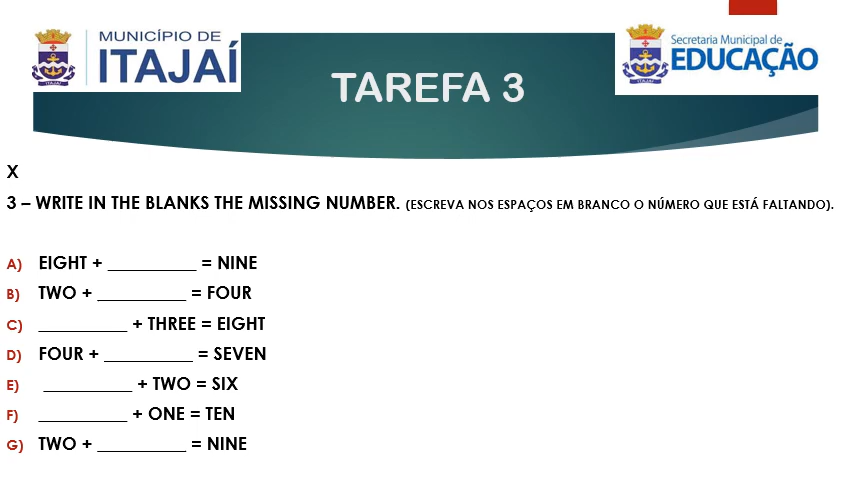 MUNICÍPIO DE
ITAJAÍ
Secretaria Municipal de
EDUCAÇÃO
TAREFA 3
X
3 – WRITE IN THE BLANKS THE MISSING NUMBER. (ESCREVA NOS ESPAÇOS EM BRANCO O NÚMERO QUE ESTÁ FALTANDO).
A) EIGHT + __________ = NINE
B) TWO + __________ = FOUR
C) __________ + THREE = EIGHT
D) FOUR + __________ = SEVEN
E) __________ + TWO = SIX
F) __________ + ONE = TEN
G) TWO + __________ = NINE